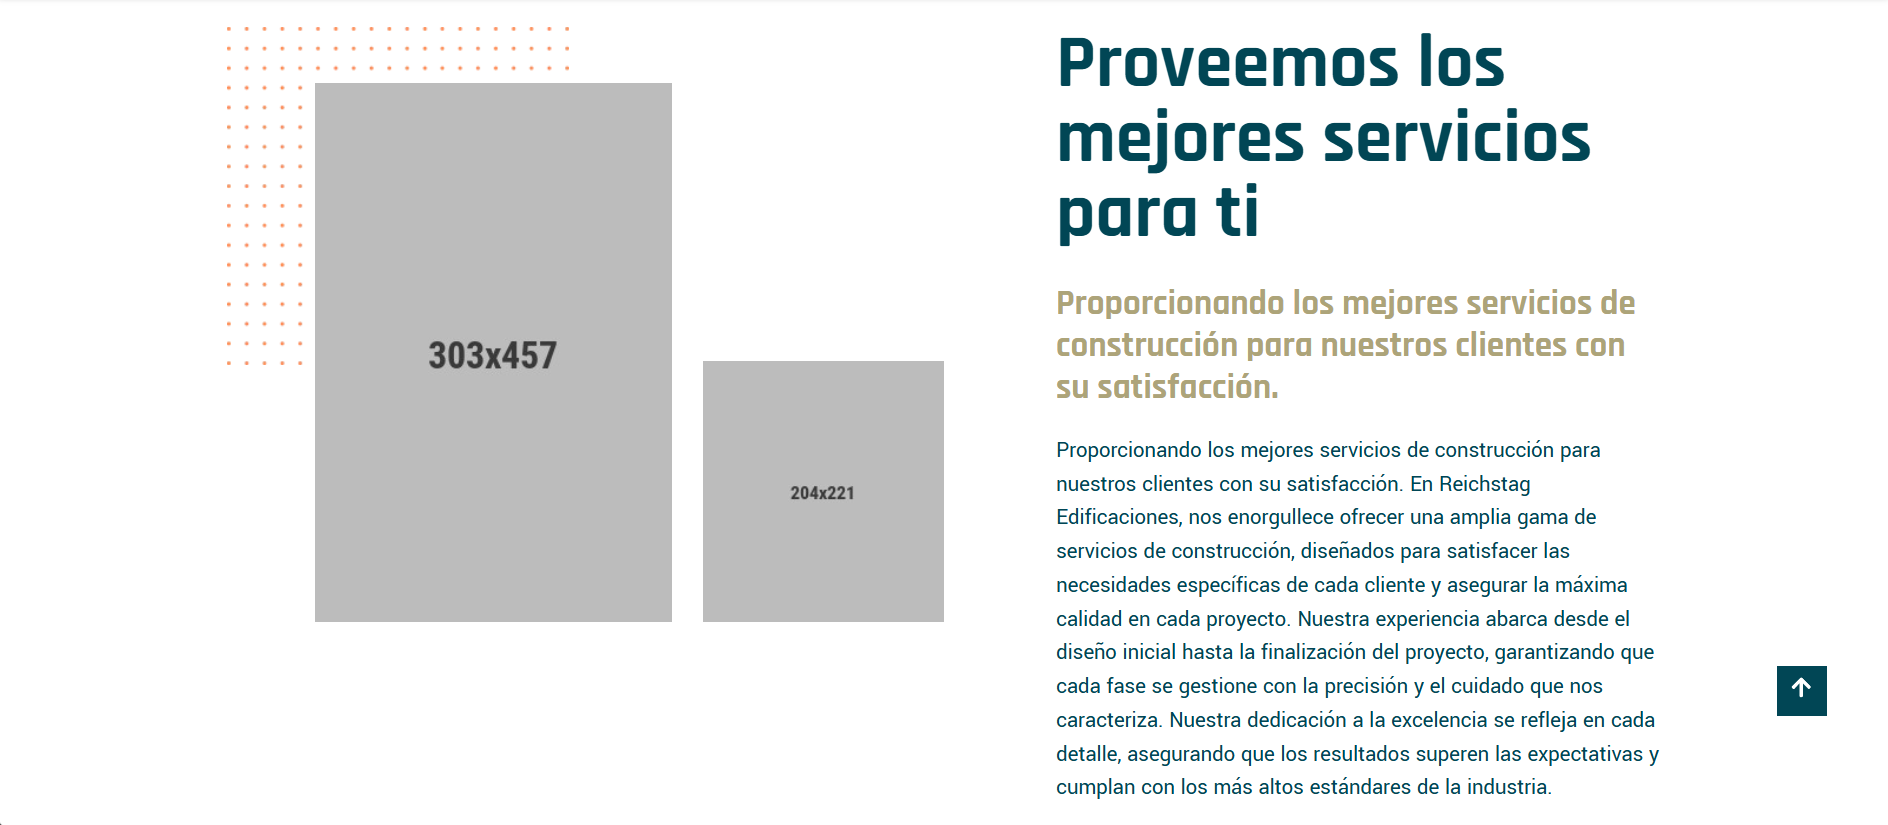 Proveemos los
mejores servicios
para ti
Proporcionando los mejores servicios de
construcción para nuestros clientes con
su satisfacción.
Proporcionando los mejores servicios de construcción para
nuestros clientes con su satisfacción. En Reichstag
Edificaciones, nos enorgullece ofrecer una amplia gama de
servicios de construcción, diseñados para satisfacer las
necesidades específicas de cada cliente y asegurar la máxima
calidad en cada proyecto. Nuestra experiencia abarca desde el
diseño inicial hasta la finalización del proyecto, garantizando que
cada fase se gestione con la precisión y el cuidado que nos
caracteriza. Nuestra dedicación a la excelencia se refleja en cada
detalle, asegurando que los resultados superen las expectativas y
cumplan con los más altos estándares de la industria.
303x457
204x221